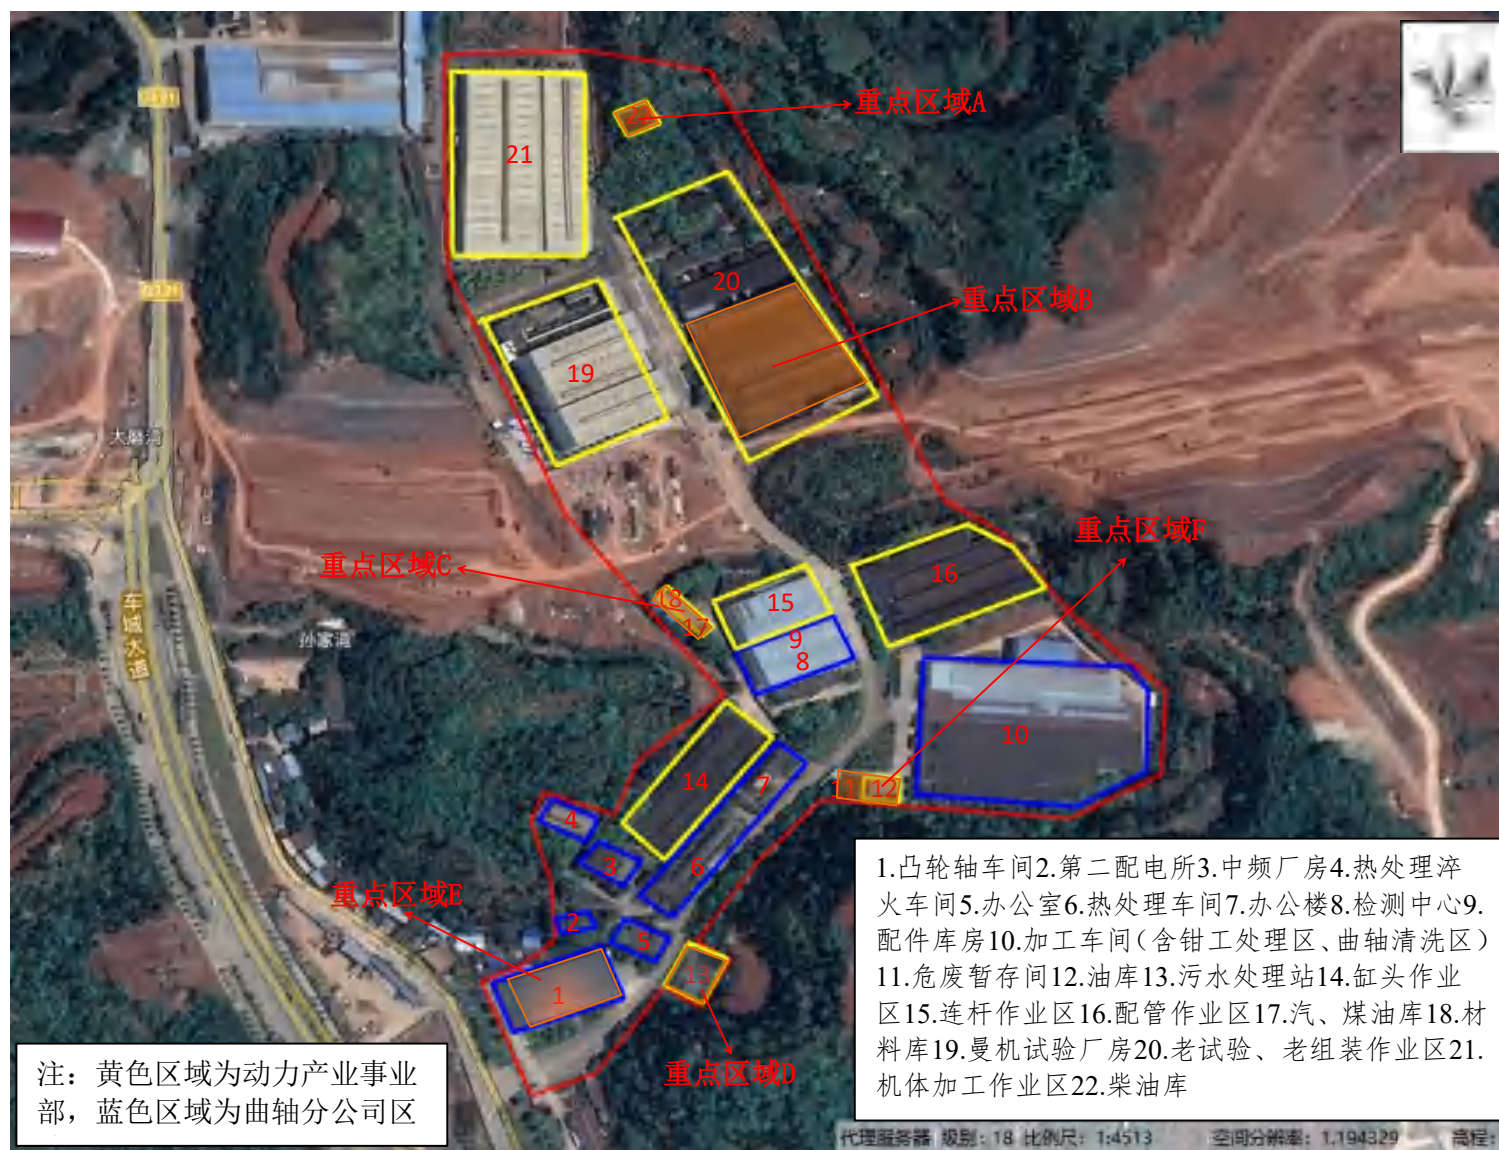 重点区域A
21
22
20
重点区域B
19
大磨湾
重点区域F
重点区域C
16
18
15
17
9
8
车城大道
孙家湾
10
14
7
12
4
3
6
重点区域E
2
5
13
1
重点区域D
1.凸轮轴车间2.第二配电所3.中频厂房4.热处理淬
火车间5.办公室6.热处理车间7.办公楼8.检测中心9.
配件库房10.加工车间（含钳工处理区、曲轴清洗区）
11.危废暂存间12.油库13.污水处理站14.缸头作业
区15.连杆作业区16.配管作业区17.汽、煤油库18.材
料库19.曼机试验厂房20.老试验、老组装作业区21.
机体加工作业区22.柴油库
注：黄色区域为动力产业事业
部，蓝色区域为曲轴分公司区
代理服务器 级别：18 比例尺：1:4513 空间分辨率：1.194329 高程：